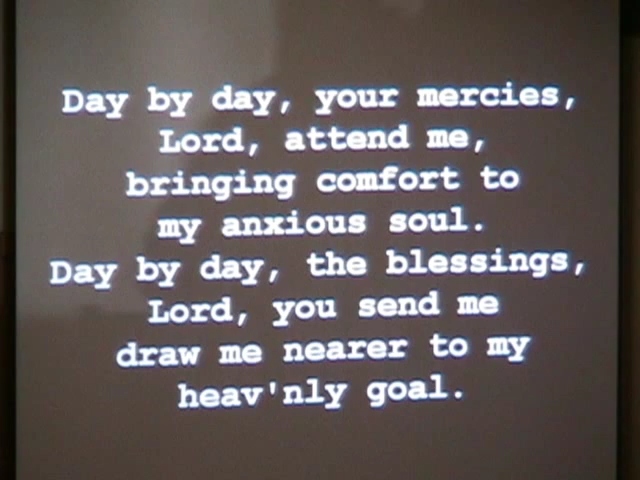 Day by day, your mercies,
Lord, attend me,
bringing comfort to
my anxious soul.
Day by day, the blessings,
Lord, you send me
draw me nearer to my
heav'nly goal.